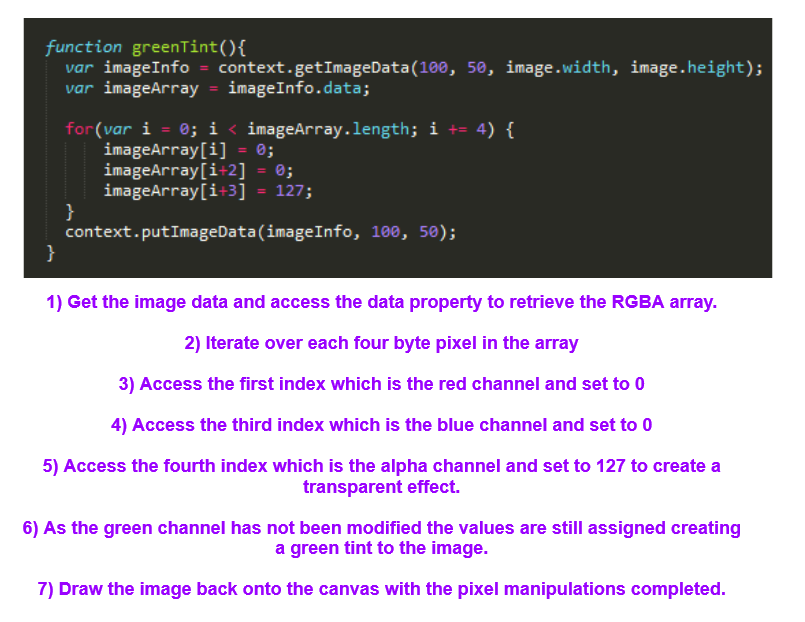 function greenTint(){
var imageInfo = context.getImageData(100, 50, image.width, image.height);
var imageArray = imageInfo.data;
for(var i = 0; i < imageArray.length; i += 4) {
imageArray[i] = 0;
imageArray[i+2] = 0;
imageArray[i+3] = 127;
}
context.putImageData(imageInfo, 100, 50);
}
1) Get the image data and access the data property to retrieve the RGBA array.
2) Iterate over each four byte pixel in the array
3) Access the first index which is the red channel and set to 0
4) Access the third index which is the blue channel and set to 0
5) Access the fourth index which is the alpha channel and set to 127 to create a
transparent effect.
6) As the green channel has not been modified the values are still assigned creating
a green tint to the image.
7) Draw the image back onto the canvas with the pixel manipulations completed.